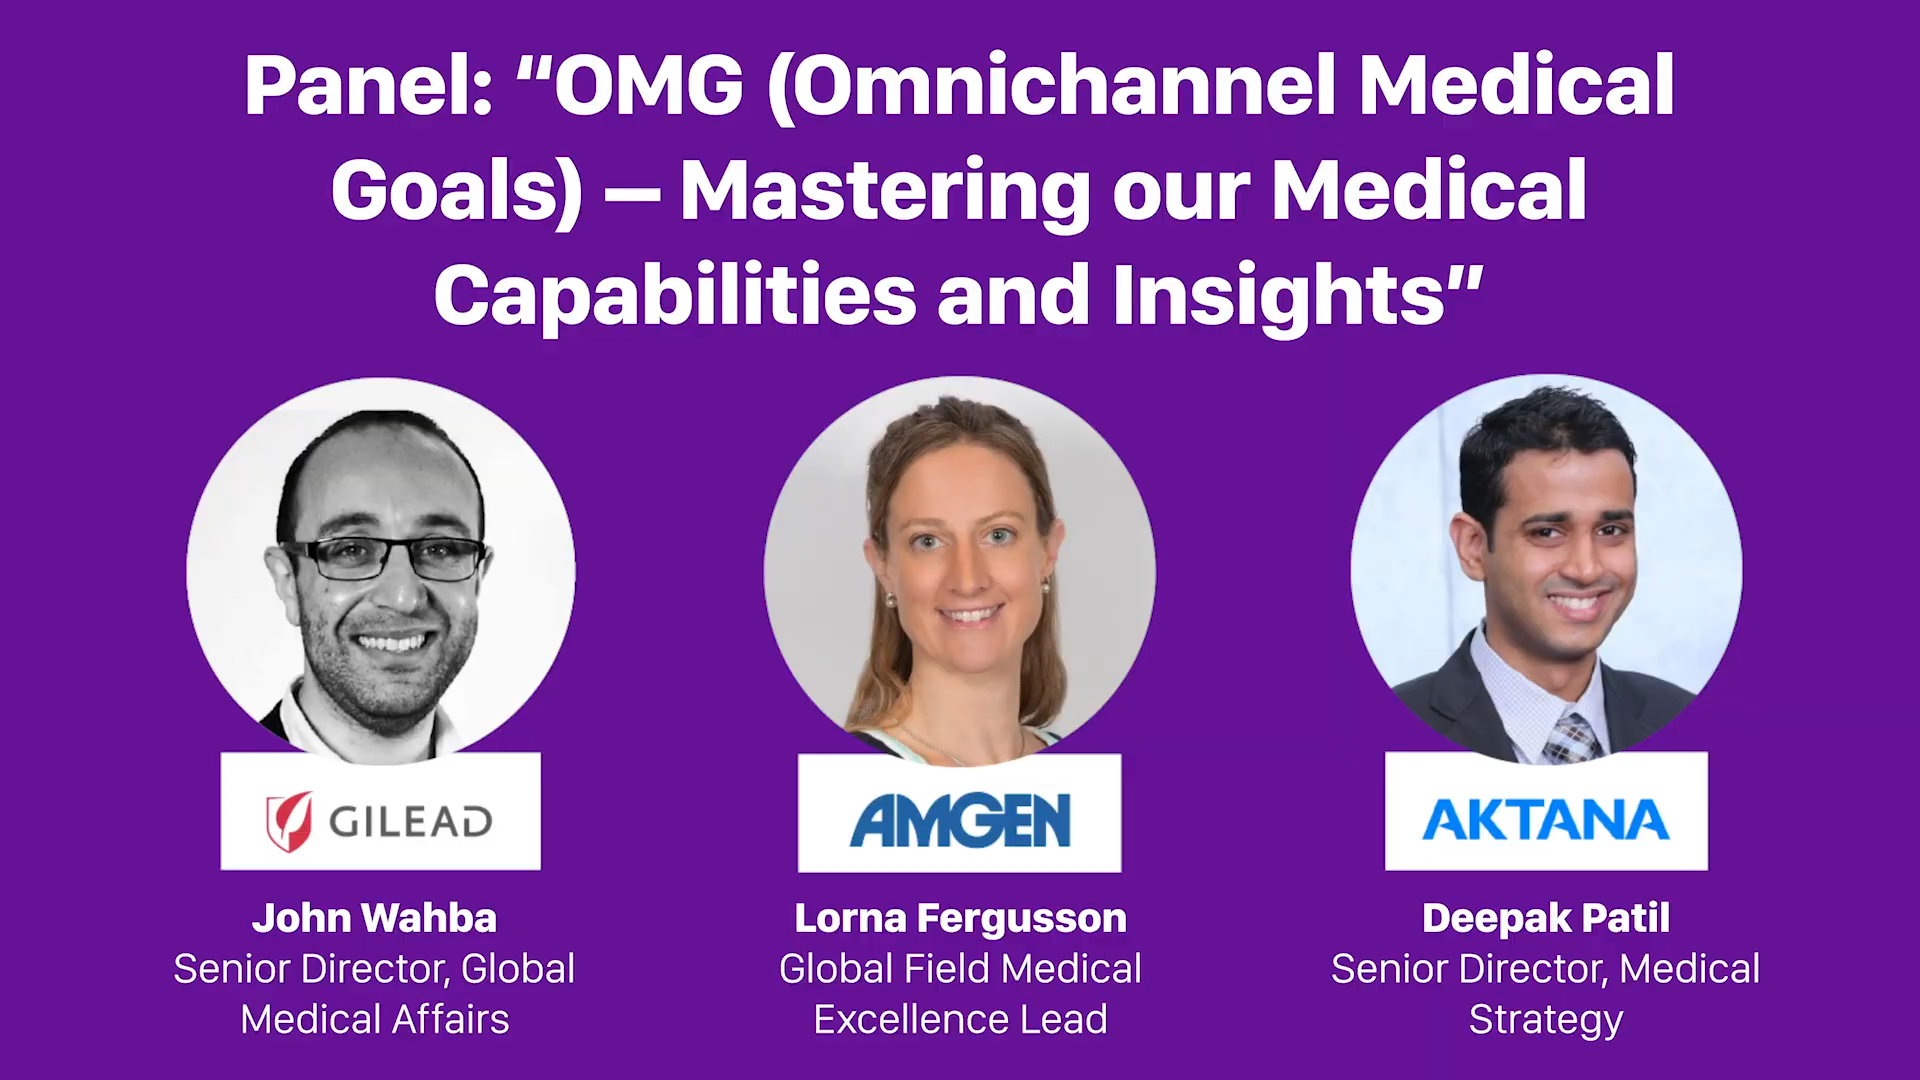 Panel: “OMG (Omnichannel Medical
Goals) – Mastering our Medical
Capabilities and Insights”
GILEAD
AMGEN
AKTANA
John Wahba
Senior Director, Global
Medical Affairs
Lorna Fergusson
Global Field Medical
Excellence Lead
Deepak Patil
Senior Director, Medical
Strategy